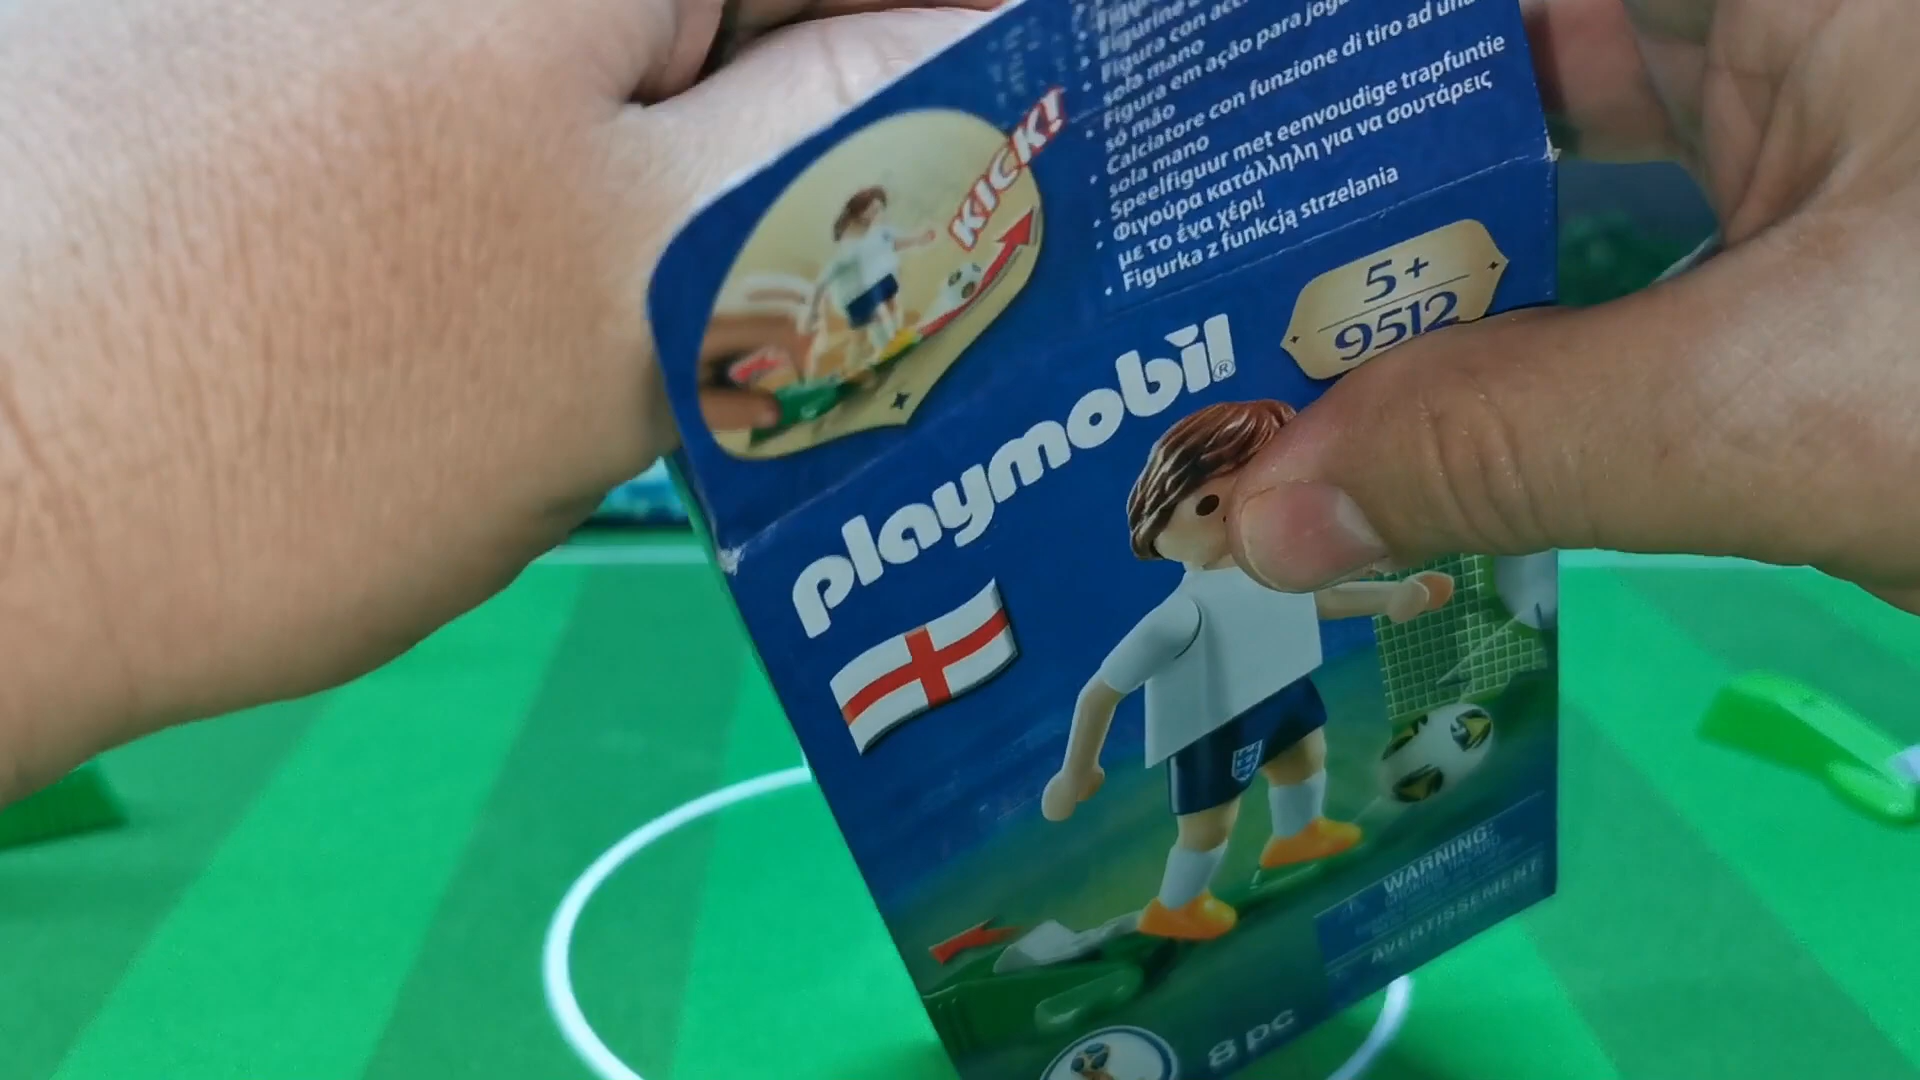 Figurine
Figura con acc
sola mano
Figura em ação para joga
só mão
Calciatore con funzione di tiro ad una
sola mano
Speelfiguur met eenvoudige trapfuntie
Φιγούρα κατάλληλη για να σουτάρεις
με το ένα χέρι!
Figurka z funkcją strzelania
KICK!
5+
9512
playmobil®
WARNING:
AVERTISSEMENT
8 pc